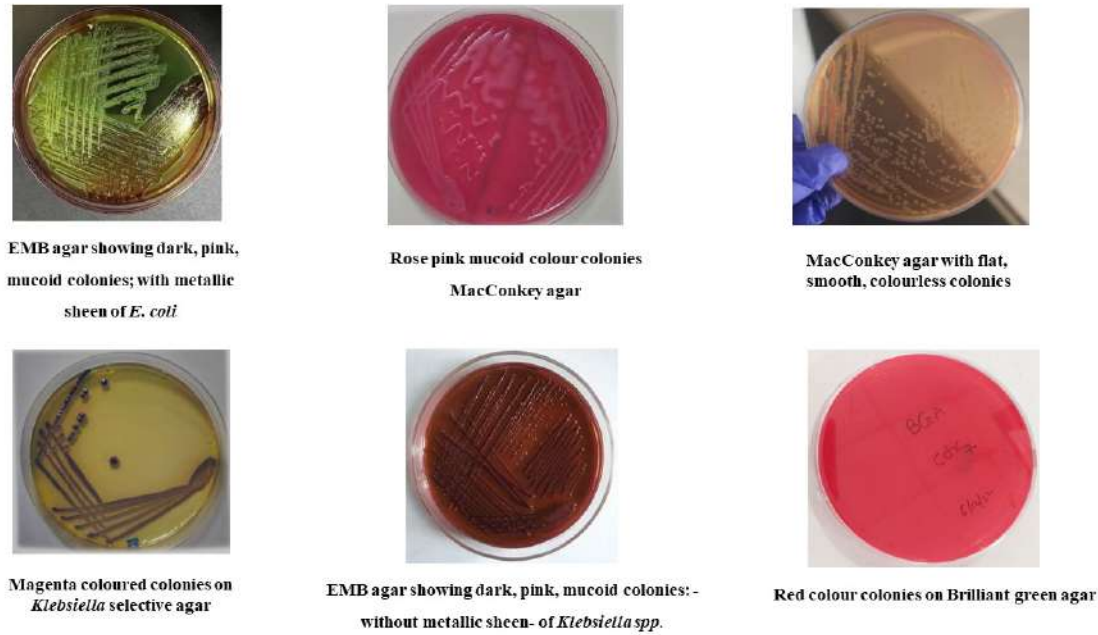 EMB agar showing dark, pink,
mucoid colonies; with metallic
sheen of E. coli
Rose pink mucoid colour colonies
MacConkey agar
MacConkey agar with flat,
smooth, colourless colonies
BGA
Magenta coloured colonies on
Klebsiella selective agar
EMB agar showing dark, pink, mucoid colonies: -
without metallic sheen- of Klebsiella spp.
Red colour colonies on Brilliant green agar